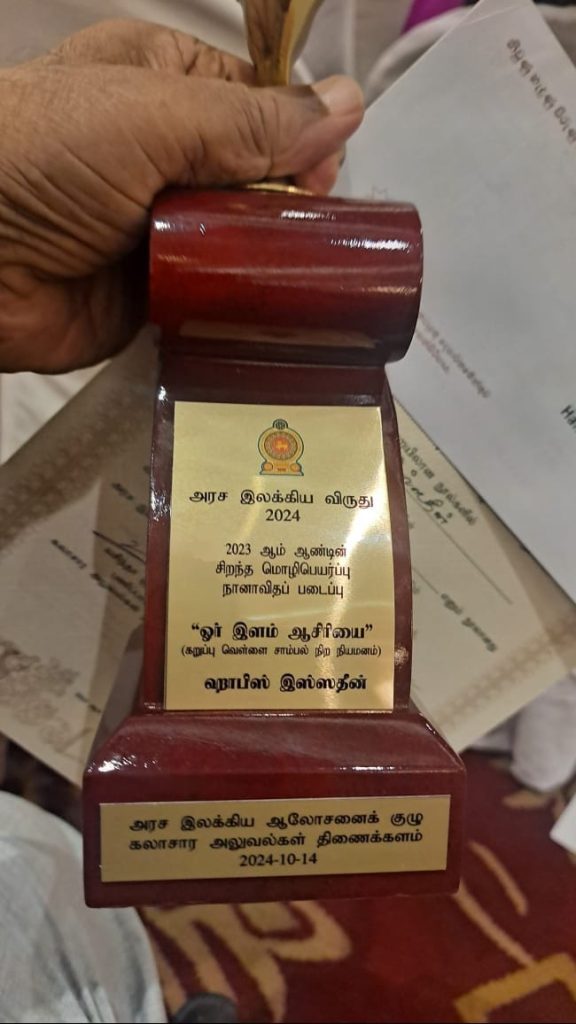 அரச இலக்கிய விருது
2024
2023 ஆம் ஆண்டின்
சிறந்த மொழிபெயர்ப்பு
நானாவிதப் படைப்பு
“ஓர் இளம் ஆசிரியை”
(கறுப்பு வெள்ளை சாம்பல் நிற நியமனம்)
ஹாபிஸ் இஸ்ஸதீன்
அரச இலக்கிய ஆலோசனைக் குழு
கலாசார அலுவல்கள் திணைக்களம்
2024-10-14